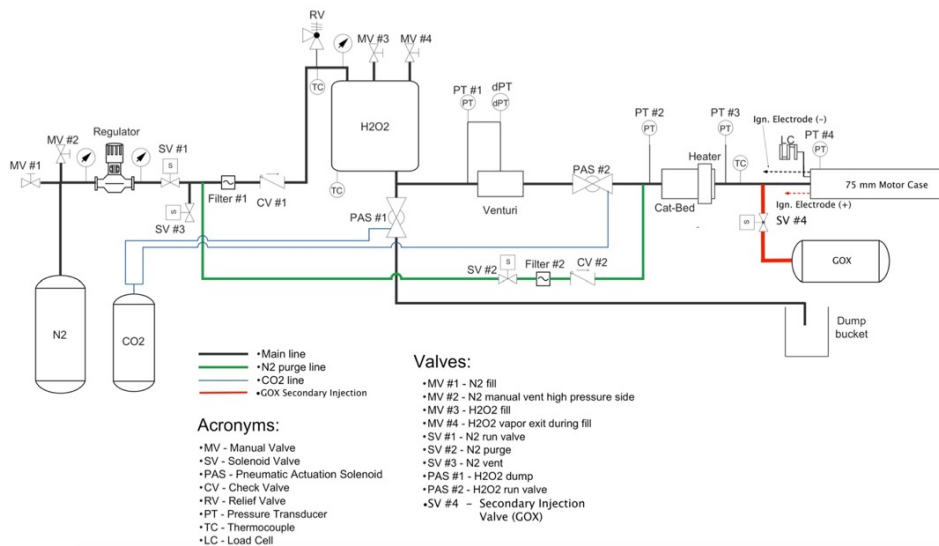 RV
MV #3 MV #4
TC
MV #2
MV #1
Regulator
SV #1
S
Filter #1
CV #1
S
SV #3
H2O2
TC
PAS #1
PT #1
PT
dPT
dPT
Venturi
PAS #2
PT #2
PT
Heater
Cat-Bed
PT #3
PT
TC
Ign. Electrode (-)
LC
PT #4
PT
75 mm Motor Case
Ign. Electrode (+)
S
SV #4
GOX
SV #2
S
Filter #2
CV #2
N2
CO2
Dump
bucket
•Main line
•N2 purge line
•CO2 line
•GOX Secondary Injection
Acronyms:
•MV - Manual Valve
•SV - Solenoid Valve
•PAS - Pneumatic Actuation Solenoid
•CV - Check Valve
•RV - Relief Valve
•PT - Pressure Transducer
•TC - Thermocouple
•LC - Load Cell
Valves:
•MV #1 - N2 fill
•MV #2 - N2 manual vent high pressure side
•MV #3 - H2O2 fill
•MV #4 - H2O2 vapor exit during fill
•SV #1 - N2 run valve
•SV #2 - N2 purge
•SV #3 - N2 vent
•PAS #1 - H2O2 dump
•PAS #2 - H2O2 run valve
•SV #4 – Secondary Injection
Valve (GOX)